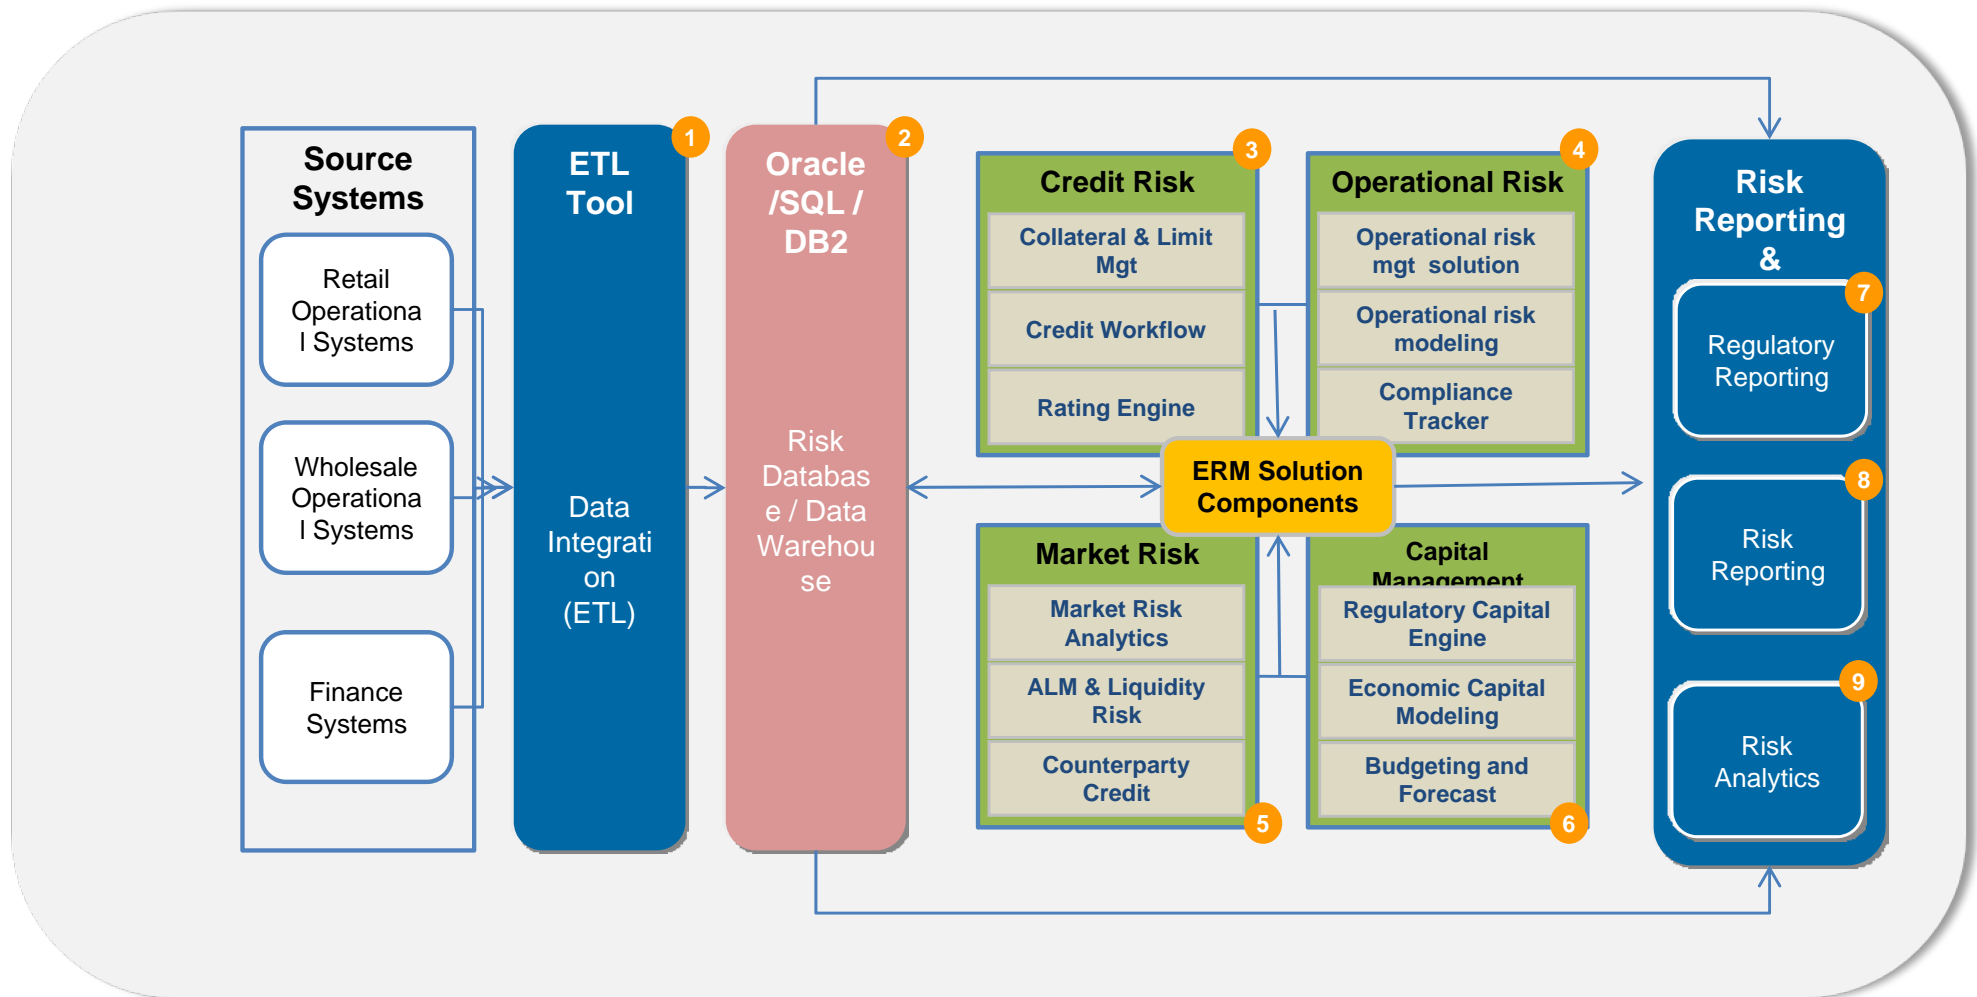 Source
Systems
Retail
Operationa
l Systems
Wholesale
Operationa
l Systems
Finance
Systems
1
ETL
Tool
Data
Integrati
on
(ETL)
2
Oracle
/SQL /
DB2
Risk
Databas
e / Data
Warehou
se
3
Credit Risk
Collateral & Limit
Mgt
Credit Workflow
Rating Engine
4
Operational Risk
Operational risk
mgt solution
Operational risk
modeling
Compliance
Tracker
ERM Solution
Components
Market Risk
Market Risk
Analytics
ALM & Liquidity
Risk
Counterparty
Credit
5
Capital
Management
Regulatory Capital
Engine
Economic Capital
Modeling
Budgeting and
Forecast
6
Risk
Reporting
&
7
Regulatory
Reporting
8
Risk
Reporting
9
Risk
Analytics